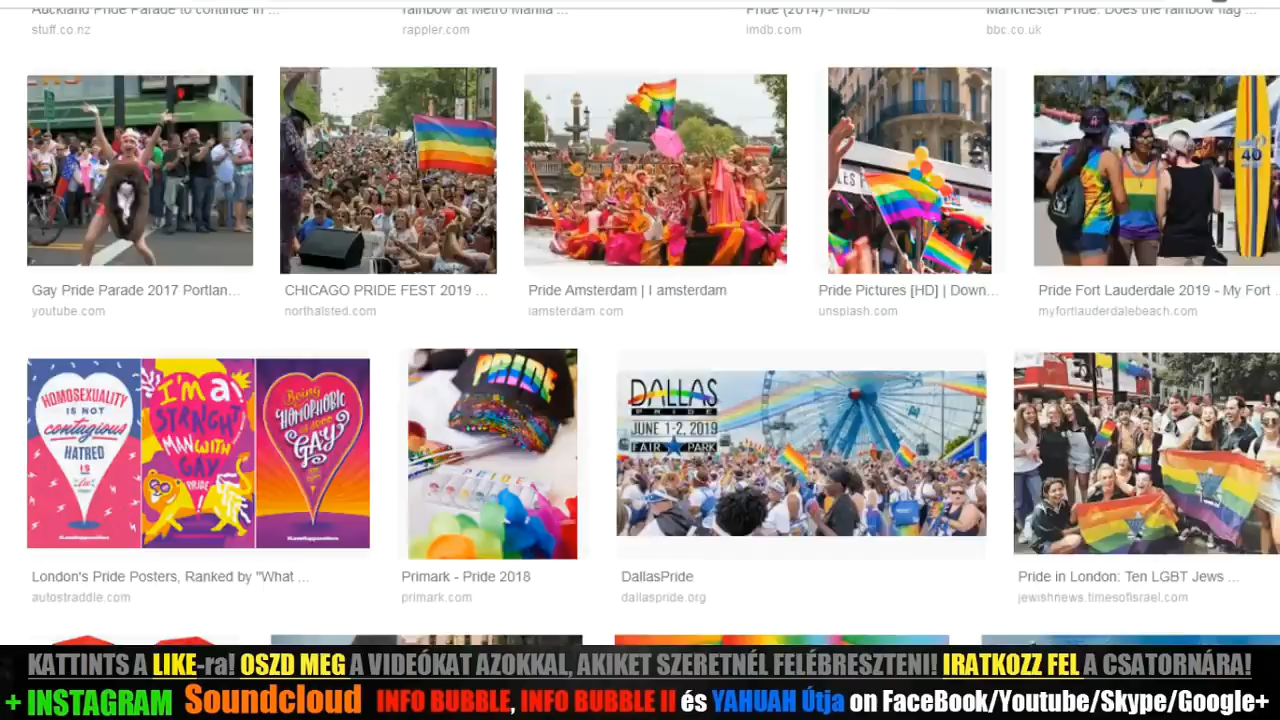 Auckland Pride Parade to continue in ...
rainbow at Metro Manila ...
Pride (2014) - IMDb
Manchester Pride: Does the rainbow flag ...
stuff.co.nz
rappler.com
imdb.com
bbc.co.uk
40
Gay Pride Parade 2017 Portlan...
CHICAGO PRIDE FEST 2019 ...
Pride Amsterdam | I amsterdam
Pride Pictures [HD] | Down...
Pride Fort Lauderdale 2019 - My Fort ...
youtube.com
northalsted.com
iamsterdam.com
unsplash.com
myfortlauderdalebeach.com
HOMOSEXUALITY
IS NOT
contagious
HATRED
IS
I'm a
STRAIGHT
MAN WITH
GAY
PRIDE
Being
HOMOPHOBIC
GAY
PRIDE
DALLAS
PRIDE
JUNE 1-2, 2019
FAIR PARK
London's Pride Posters, Ranked by "What ...
Primark - Pride 2018
DallasPride
Pride in London: Ten LGBT Jews ...
autostraddle.com
primark.com
dallaspride.org
jewishnews.timesofisrael.com
KATTINTS A LIKE-ra! OSZD MEG A VIDEÓKAT AZOKKAL, AKIKET SZERETNÉL FELÉBRESZTENI! IRATKOZZ FEL A CSATORNÁRA!
+ INSTAGRAM Soundcloud INFO BUBBLE, INFO BUBBLE II és YAHUAH Útja on FaceBook/Youtube/Skype/Google+